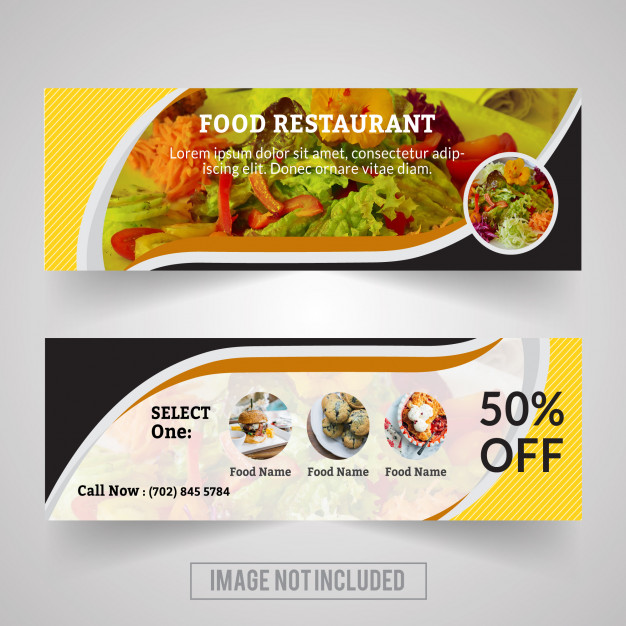 FOOD RESTAURANT
Lorem ipsum dolor sit amet, consectetur adip-
iscing elit. Donec ornare vitae diam.
SELECT
One:
Food Name
Food Name
Food Name
50%
OFF
Call Now : (702) 845 5784
IMAGE NOT INCLUDED